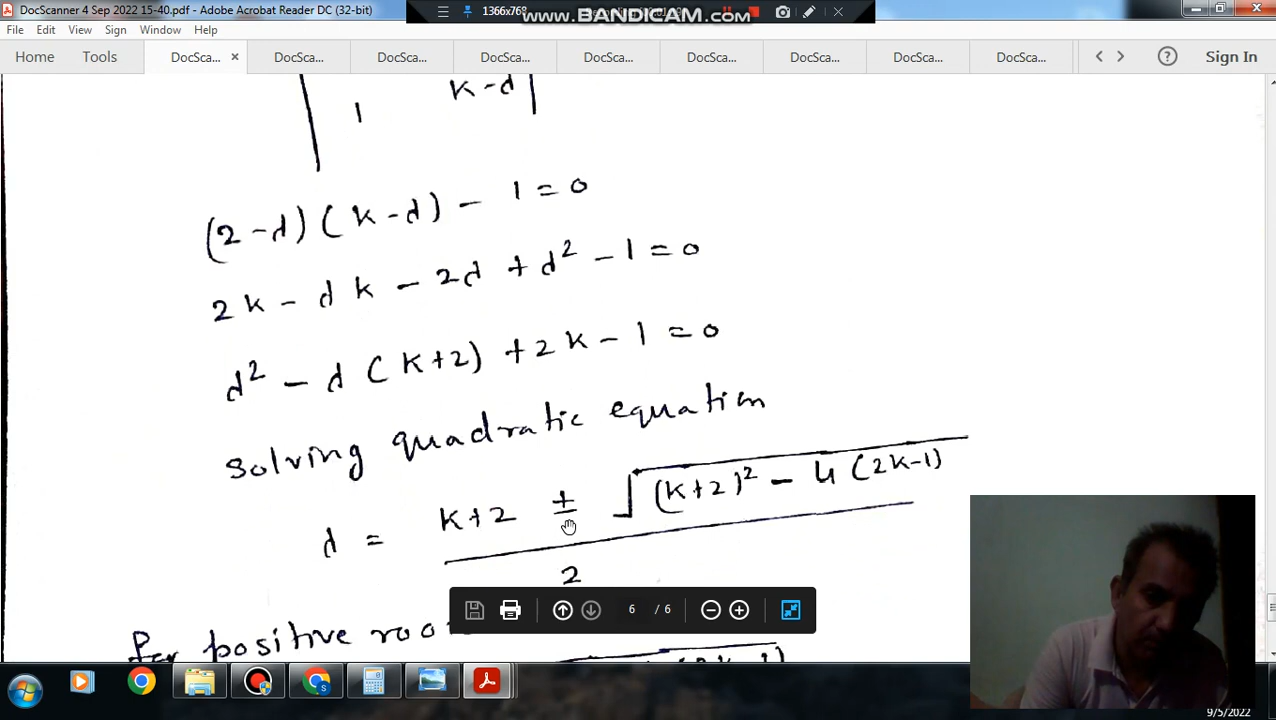 DocScanner 4 Sep 2022 15-40.pdf - Adobe Acrobat Reader DC (32-bit)
1366x768
www.BANDICAM.com
File Edit View Sign Window Help
Home Tools DocSca... × DocSca... DocSca... DocSca... DocSca... DocSca... DocSca... DocSca... DocSca... Sign In
1 k-d
(2-d)(k-d) - 1 = 0
2k - dk - 2d + d² - 1 = 0
d² - d(k+2) + 2k - 1 = 0
Solving quadratic equation
d = k+2 ± √(k+2)² - 4(2k-1)
2
6 / 6
For positive roo
9/5/2022